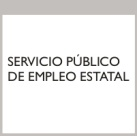 SERVICIO PÚBLICO
DE EMPLEO ESTATAL